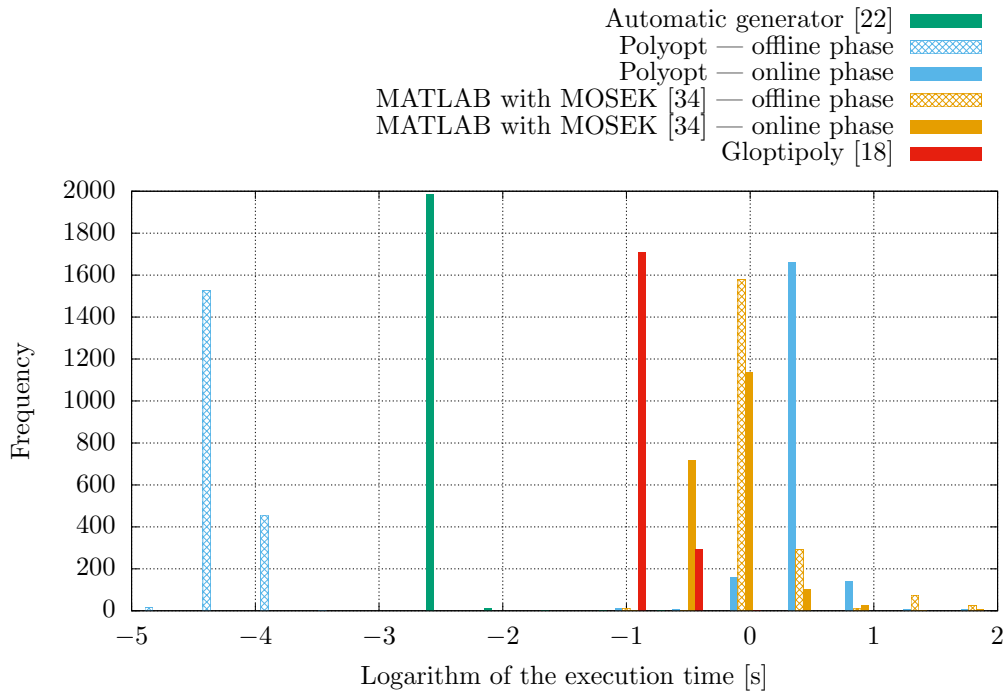 Automatic generator [22]
Polyopt — offline phase
Polyopt — online phase
MATLAB with MOSEK [34] — offline phase
MATLAB with MOSEK [34] — online phase
Gloptipoly [18]
2000
1800
1600
1400
1200
1000
800
600
400
200
0
Frequency
−5 −4 −3 −2 −1 0 1 2
Logarithm of the execution time [s]